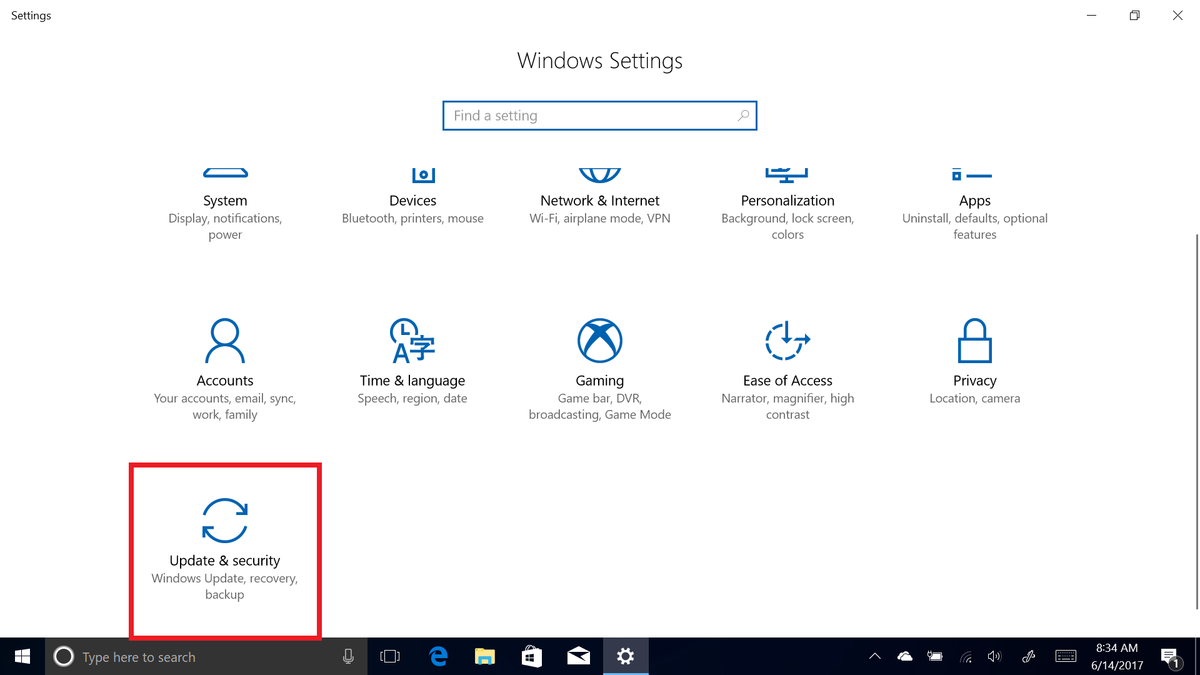 Settings
Windows Settings
Find a setting
System
Display, notifications,
power
Devices
Bluetooth, printers, mouse
Network & Internet
Wi-Fi, airplane mode, VPN
Personalization
Background, lock screen,
colors
Apps
Uninstall, defaults, optional
features
Accounts
Your accounts, email, sync,
work, family
Time & language
Speech, region, date
Gaming
Game bar, DVR,
broadcasting, Game Mode
Ease of Access
Narrator, magnifier, high
contrast
Privacy
Location, camera
Update & security
Windows Update, recovery,
backup
Type here to search
8:34 AM
6/14/2017
1